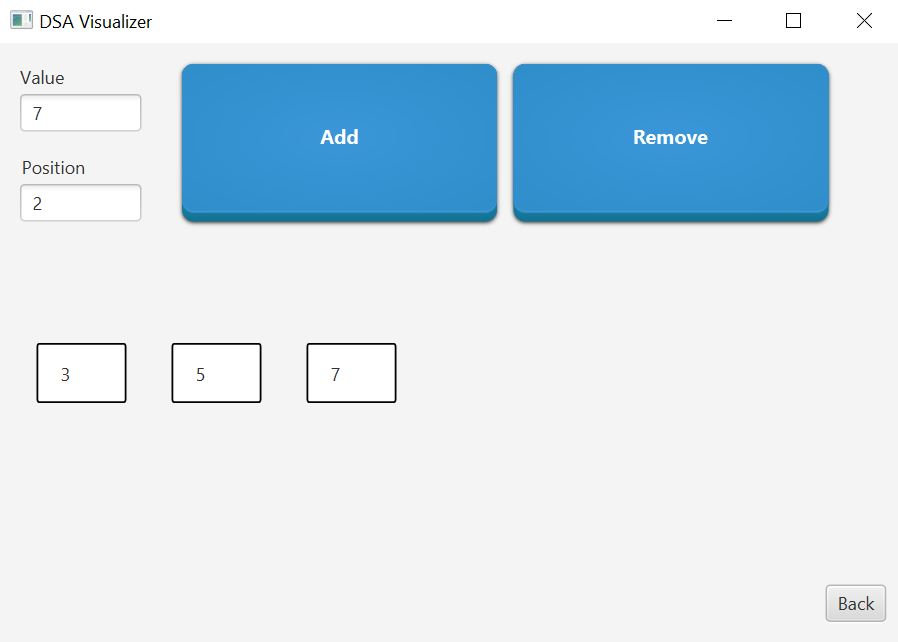 DSA Visualizer
Value
7
Add
Remove
Position
2
3 5 7
Back